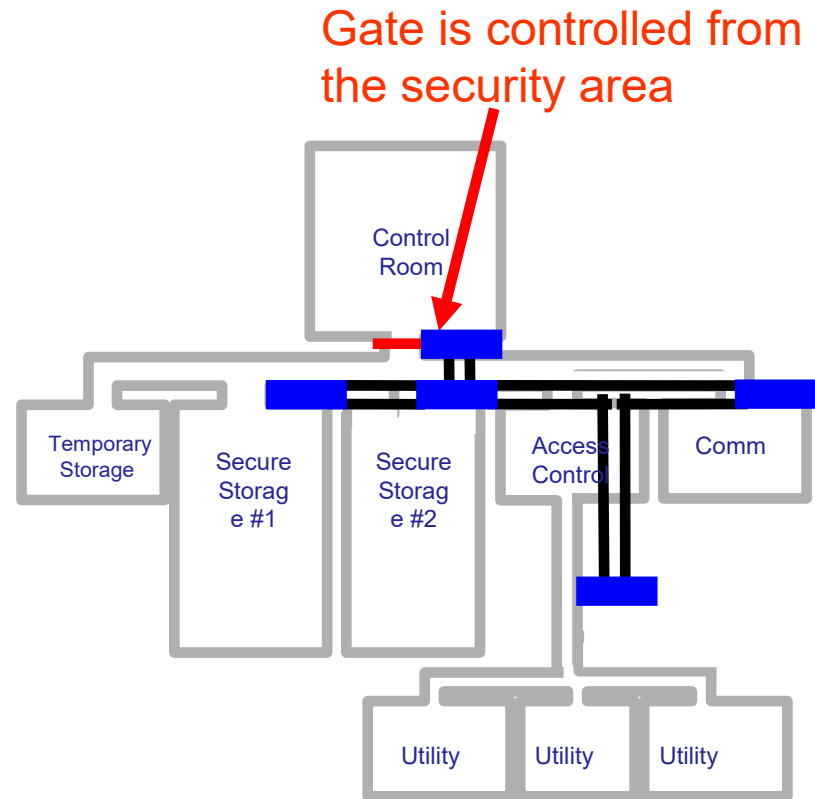 Gate is controlled from
the security area
Control
Room
Temporary
Storage
Secure
Storag
e #1
Secure
Storag
e #2
Access
Control
Comm
Utility
Utility
Utility